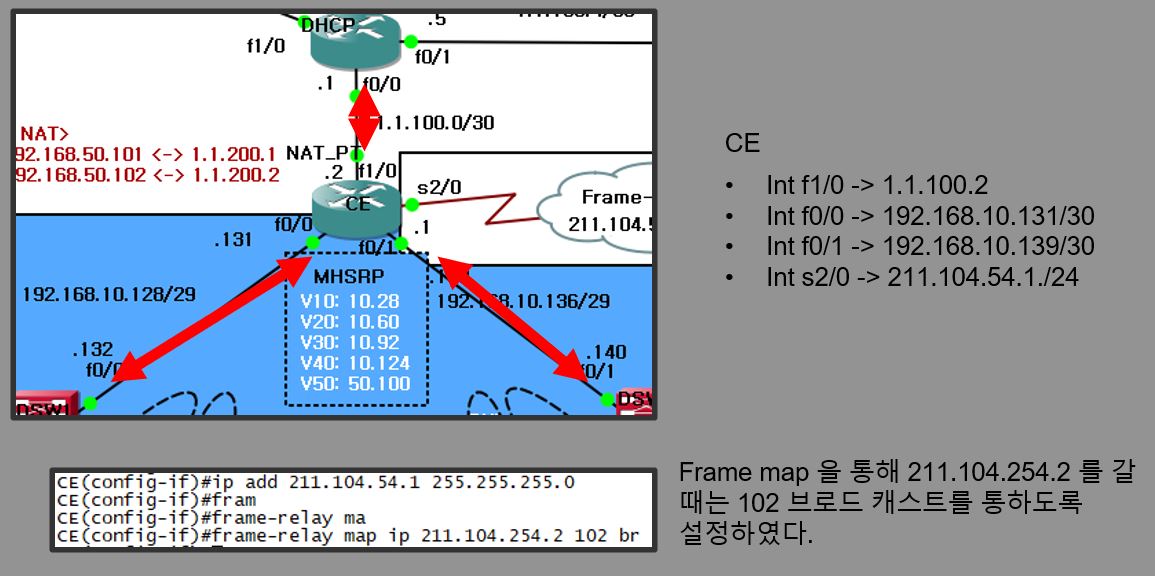 DHCP
.5
f1/0
f0/1
.1
f0/0
1.1.100.0/30
NAT>
92.168.50.101 <-> 1.1.200.1
92.168.50.102 <-> 1.1.200.2
NAT_PT
.2
f1/0
s2/0
CE
Frame-
211.104.5
f0/0
f0/1
.1
.131
MHSRP
V10: 10.28
V20: 10.60
V30: 10.92
V40: 10.124
V50: 50.100
192.168.10.128/29
192.168.10.136/29
.132
f0/0
.140
f0/1
DSW1
DSW
CE
• Int f1/0 -> 1.1.100.2
• Int f0/0 -> 192.168.10.131/30
• Int f0/1 -> 192.168.10.139/30
• Int s2/0 -> 211.104.54.1./24
CE(config-if)#ip add 211.104.54.1 255.255.255.0
CE(config-if)#fram
CE(config-if)#frame-relay ma
CE(config-if)#frame-relay map ip 211.104.254.2 102 br
Frame map 을 통해 211.104.254.2 를 갈
때는 102 브로드 캐스트를 통하도록
설정하였다.